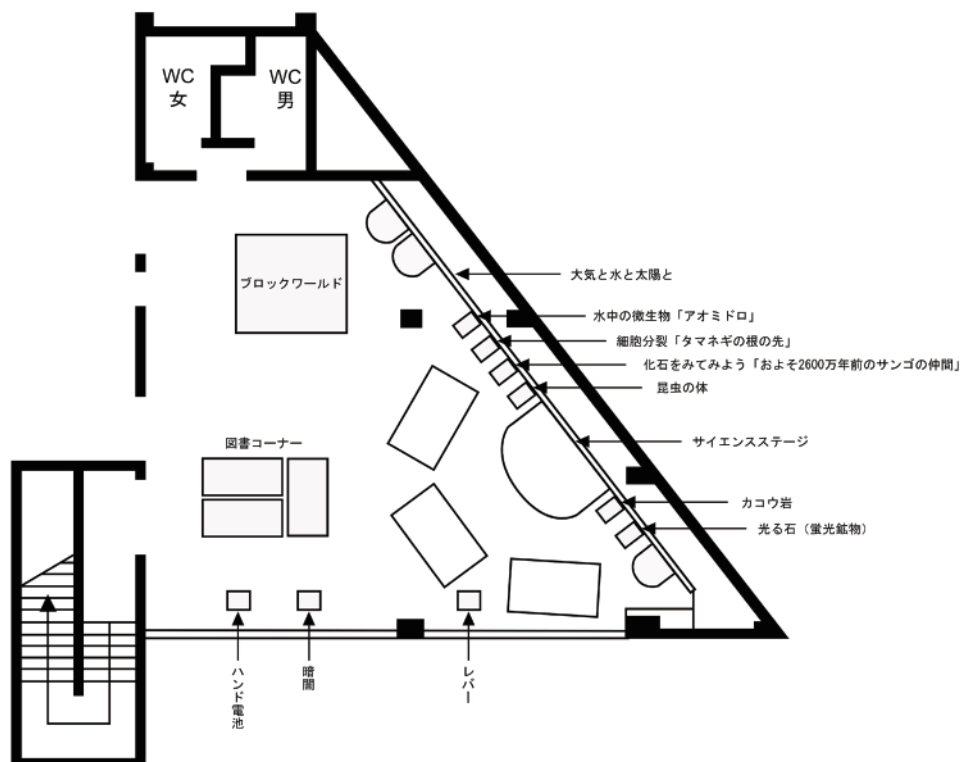 WC
女
WC
男
大気と水と太陽と
ブロックワールド
水中の微生物「アオミドロ」
細胞分裂「タマネギの根の先」
化石をみてみよう「およそ2600万年前のサンゴの仲間」
昆虫の体
サイエンスステージ
図書コーナー
カコウ岩
光る石(蛍光鉱物)
ハンド電池
暗闇
レバー